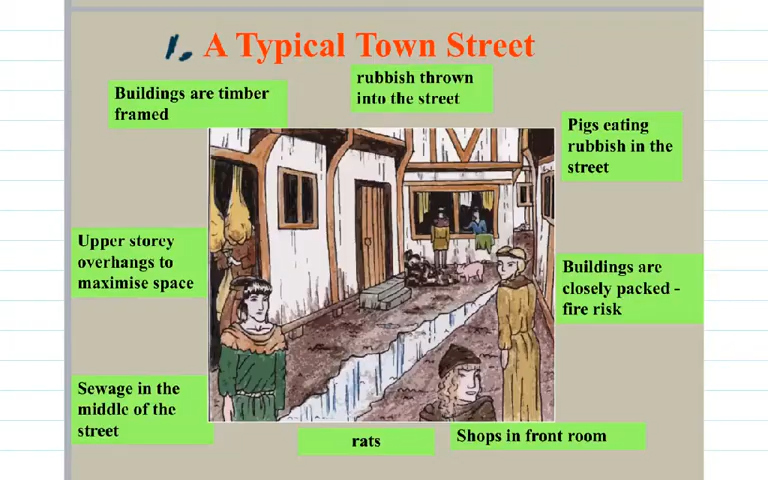 1. A Typical Town Street
rubbish thrown
into the street
Buildings are timber
framed
Pigs eating
rubbish in the
street
Upper storey
overhangs to
maximise space
Buildings are
closely packed -
fire risk
Sewage in the
middle of the
street
rats
Shops in front room